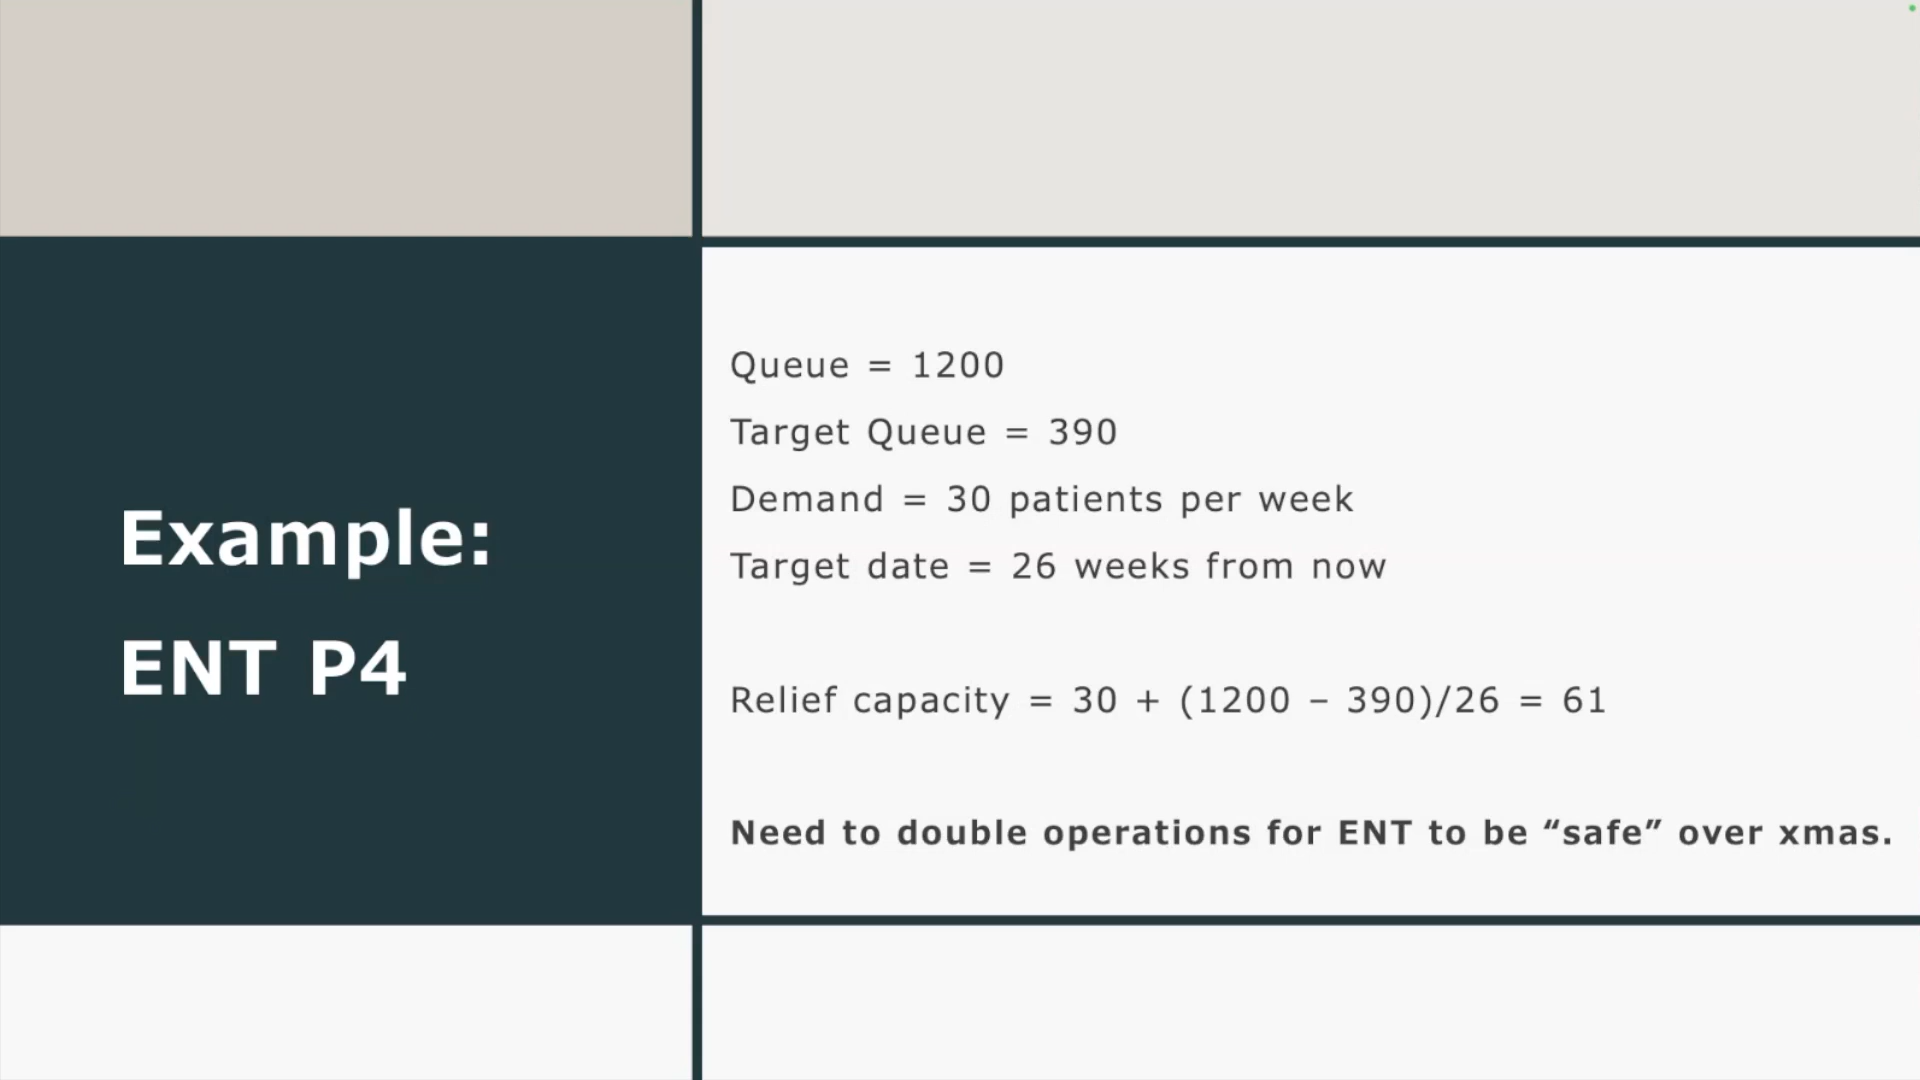 Example:
ENT P4
Queue = 1200
Target Queue = 390
Demand = 30 patients per week
Target date = 26 weeks from now
Relief capacity = 30 + (1200 – 390)/26 = 61
Need to double operations for ENT to be “safe” over xmas.